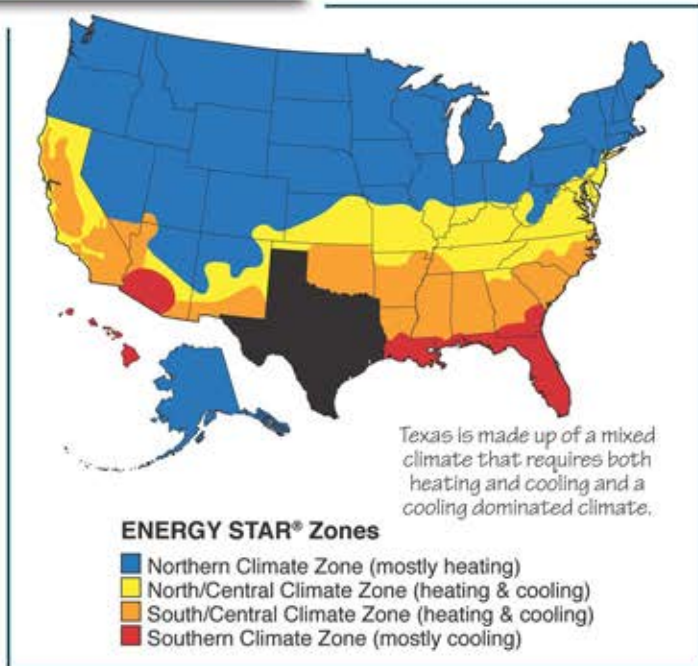 Texas is made up of a mixed
climate that requires both
heating and cooling and a
cooling dominated climate.
ENERGY STAR® Zones
Northern Climate Zone (mostly heating)
North/Central Climate Zone (heating & cooling)
South/Central Climate Zone (heating & cooling)
Southern Climate Zone (mostly cooling)